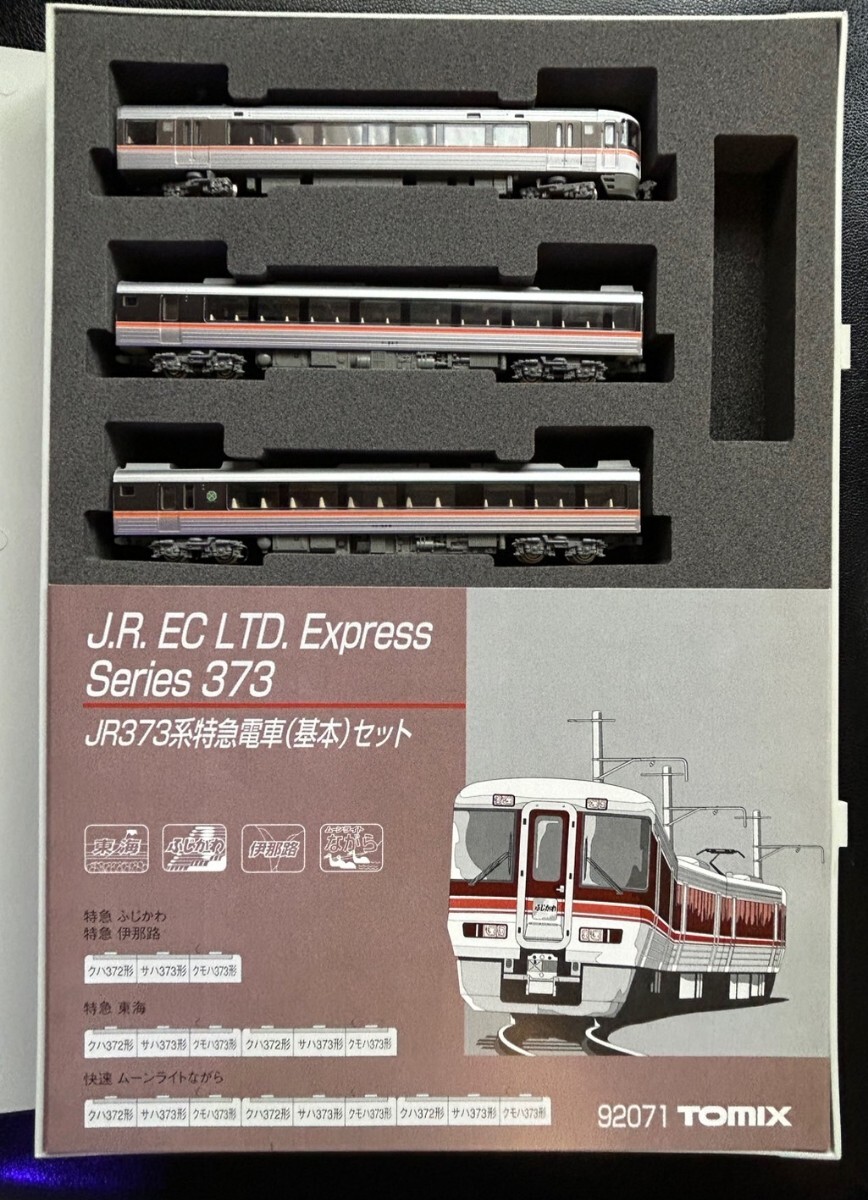 J.R. EC LTD. Express
Series 373
JR373系特急電車(基本)セット
東海 ふじかわ 伊那路 ムーンライトながら
特急 ふじかわ
特急 伊那路
クハ372形 サハ373形 クモハ373形
特急 東海
クハ372形 サハ373形 クモハ373形 クハ372形 サハ373形 クモハ373形
快速 ムーンライトながら
クハ372形 サハ373形 クモハ373形 クハ372形 サハ373形 クモハ373形 クハ372形 サハ373形 クモハ373形
ふじかわ
92071 TOMIX